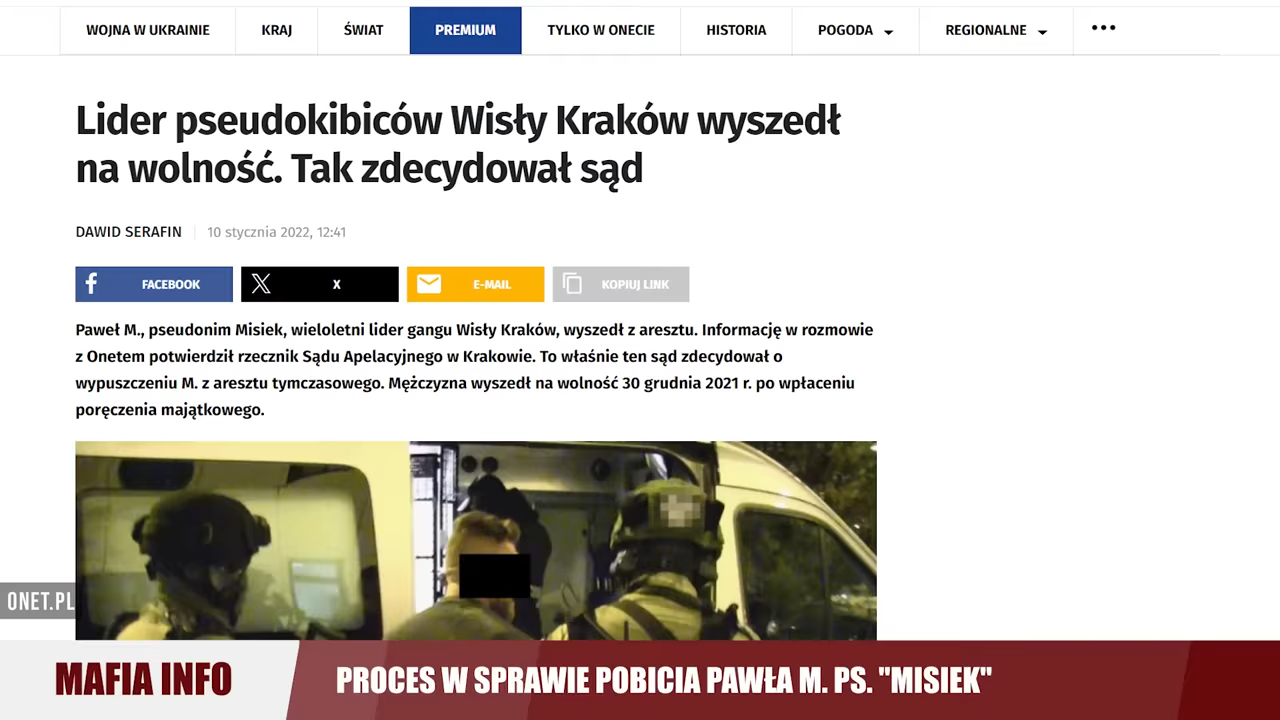 WOJNA W UKRAINIE KRAJ ŚWIAT PREMIUM TYLKO W ONECIE HISTORIA POGODA REGIONALNE
Lider pseudokibiców Wisły Kraków wyszedł
na wolność. Tak zdecydował sąd
DAWID SERAFIN 10 stycznia 2022, 12:41
FACEBOOK X E-MAIL KOPIUJ LINK
Paweł M., pseudonim Misiek, wieloletni lider gangu Wisły Kraków, wyszedł z aresztu. Informację w rozmowie
z Onetem potwierdził rzecznik Sądu Apelacyjnego w Krakowie. To właśnie ten sąd zdecydował o
wypuszczeniu M. z aresztu tymczasowego. Mężczyzna wyszedł na wolność 30 grudnia 2021 r. po wpłaceniu
poręczenia majątkowego.
ONET.PL
MAFIA INFO PROCES W SPRAWIE POBICIA PAWŁA M. PS. "MISIEK"